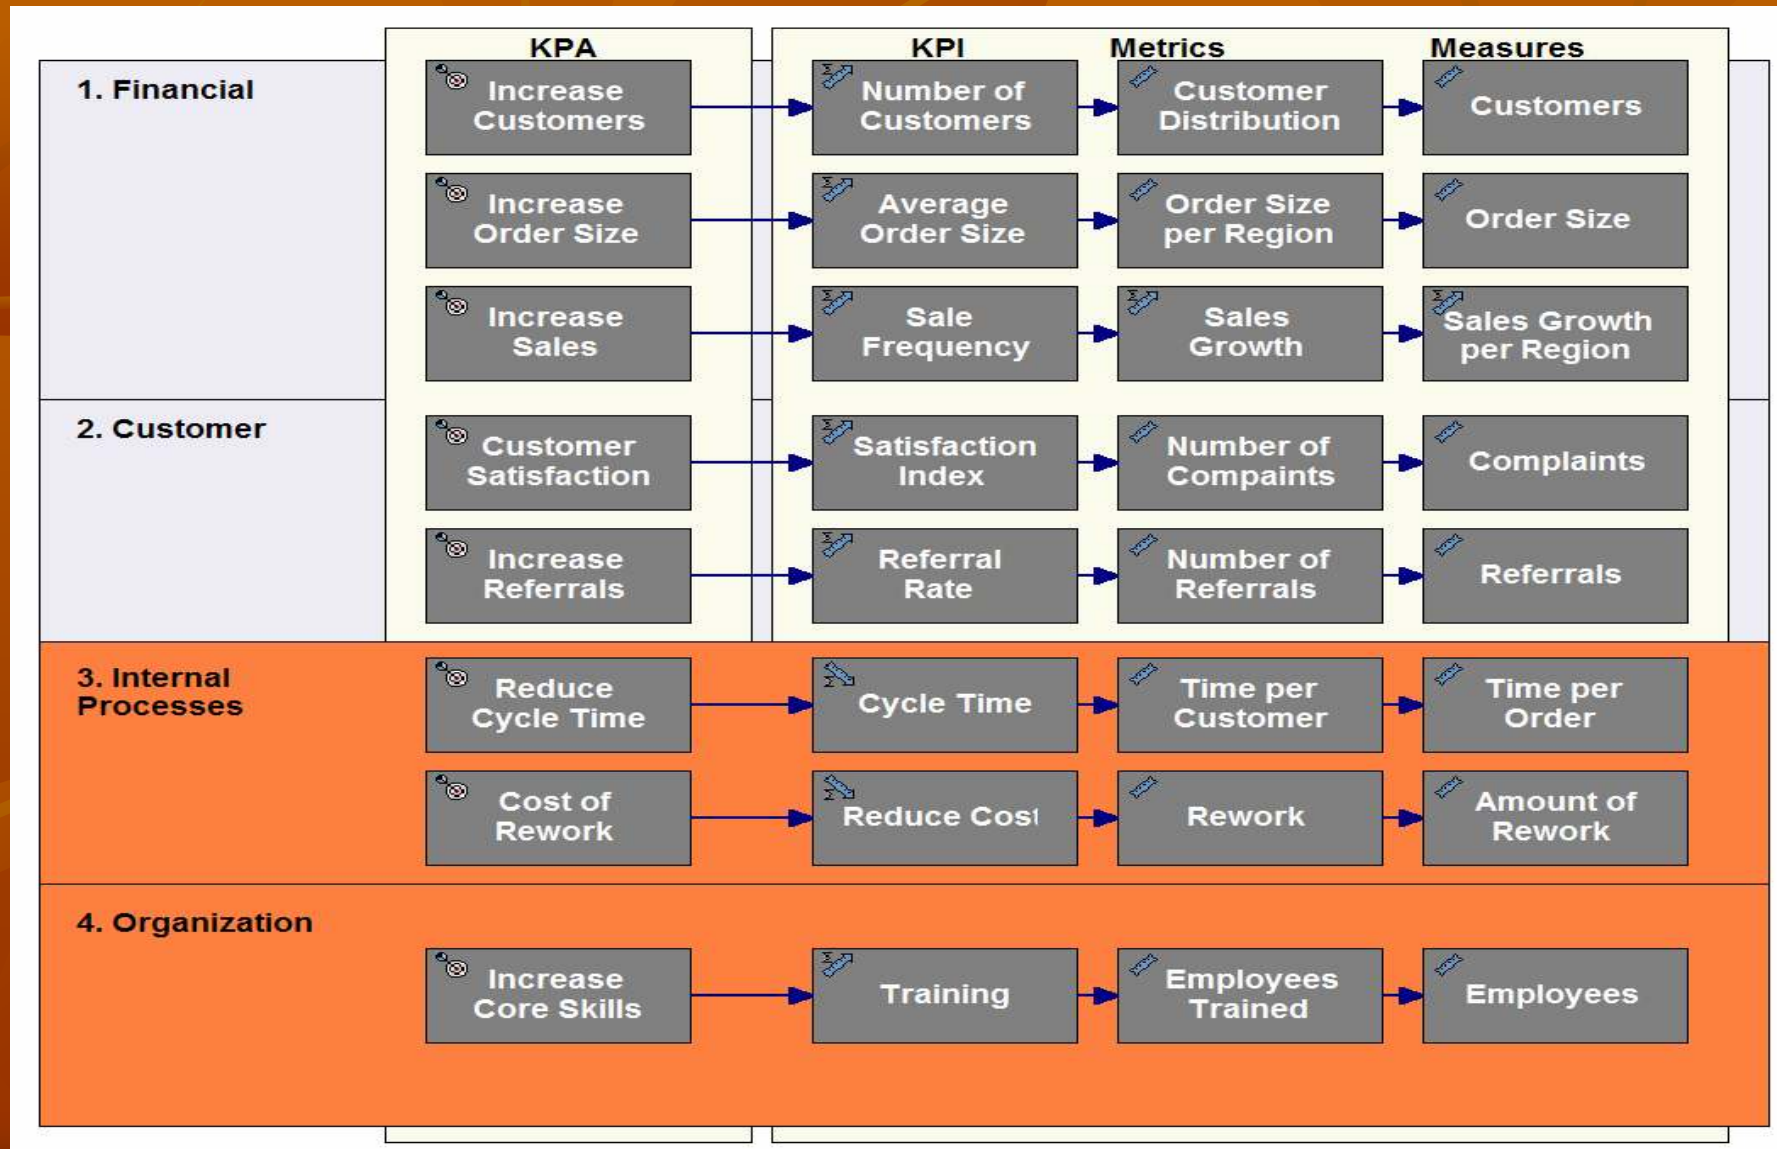 KPA KPI Metrics Measures
1. Financial
Increase
Customers
Number of
Customers
Customer
Distribution
Customers
Increase
Order Size
Average
Order Size
Order Size
per Region
Order Size
Increase
Sales
Sale
Frequency
Sales
Growth
Sales Growth
per Region
2. Customer
Customer
Satisfaction
Satisfaction
Index
Number of
Compaints
Complaints
Increase
Referrals
Referral
Rate
Number of
Referrals
Referrals
3. Internal
Processes
Reduce
Cycle Time
Cycle Time
Time per
Customer
Time per
Order
Cost of
Rework
Reduce Cost
Rework
Amount of
Rework
4. Organization
Increase
Core Skills
Training
Employees
Trained
Employees